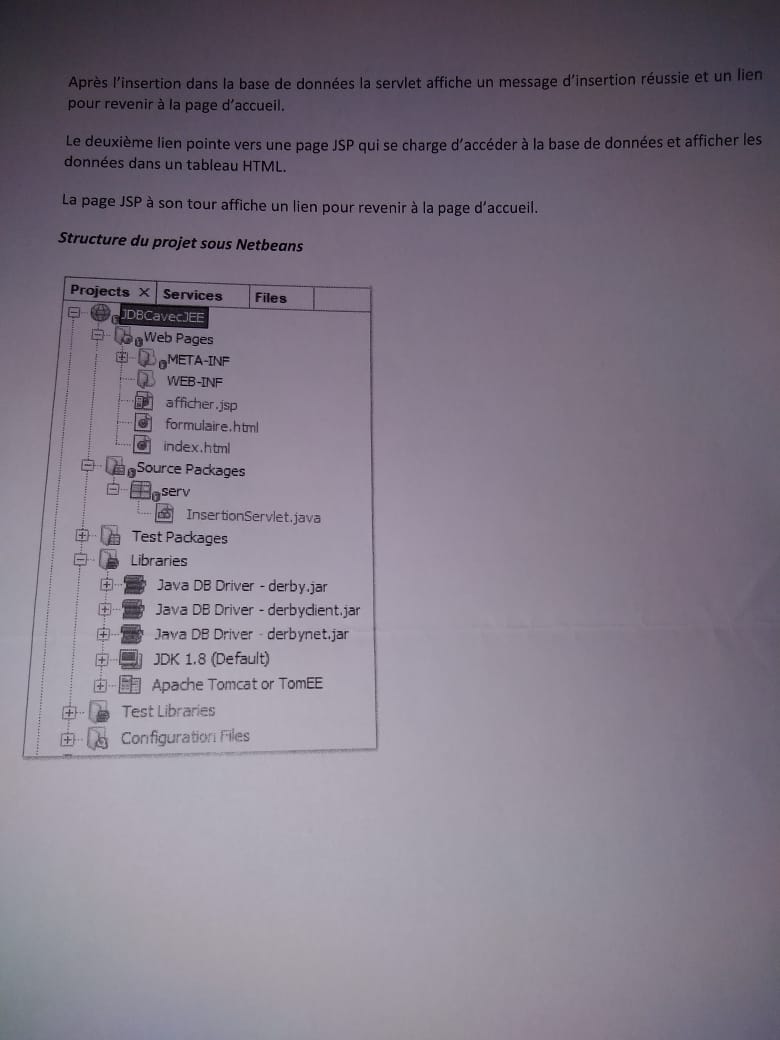 Après l'insertion dans la base de données la servlet affiche un message d'insertion réussie et un lien
pour revenir à la page d'accueil.
Le deuxième lien pointe vers une page JSP qui se charge d'accéder à la base de données et afficher les
données dans un tableau HTML.
La page JSP à son tour affiche un lien pour revenir à la page d'accueil.
Structure du projet sous Netbeans
Projects X Services Files
JDBCavecJEE
Web Pages
META-INF
WEB-INF
afficher.jsp
formulaire.html
index.html
Source Packages
serv
InsertionServlet.java
Test Packages
Libraries
Java DB Driver - derby.jar
Java DB Driver - derbyclient.jar
Java DB Driver - derbynet.jar
JDK 1.8 (Default)
Apache Tomcat or TomEE
Test Libraries
Configuration Files